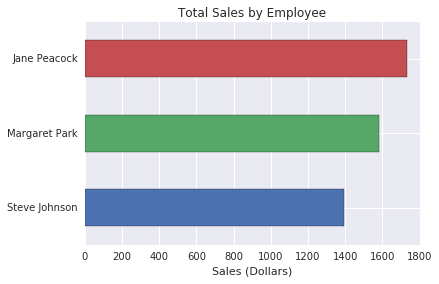 Total Sales by Employee
Jane Peacock
Margaret Park
Steve Johnson
0 200 400 600 800 1000 1200 1400 1600 1800
Sales (Dollars)